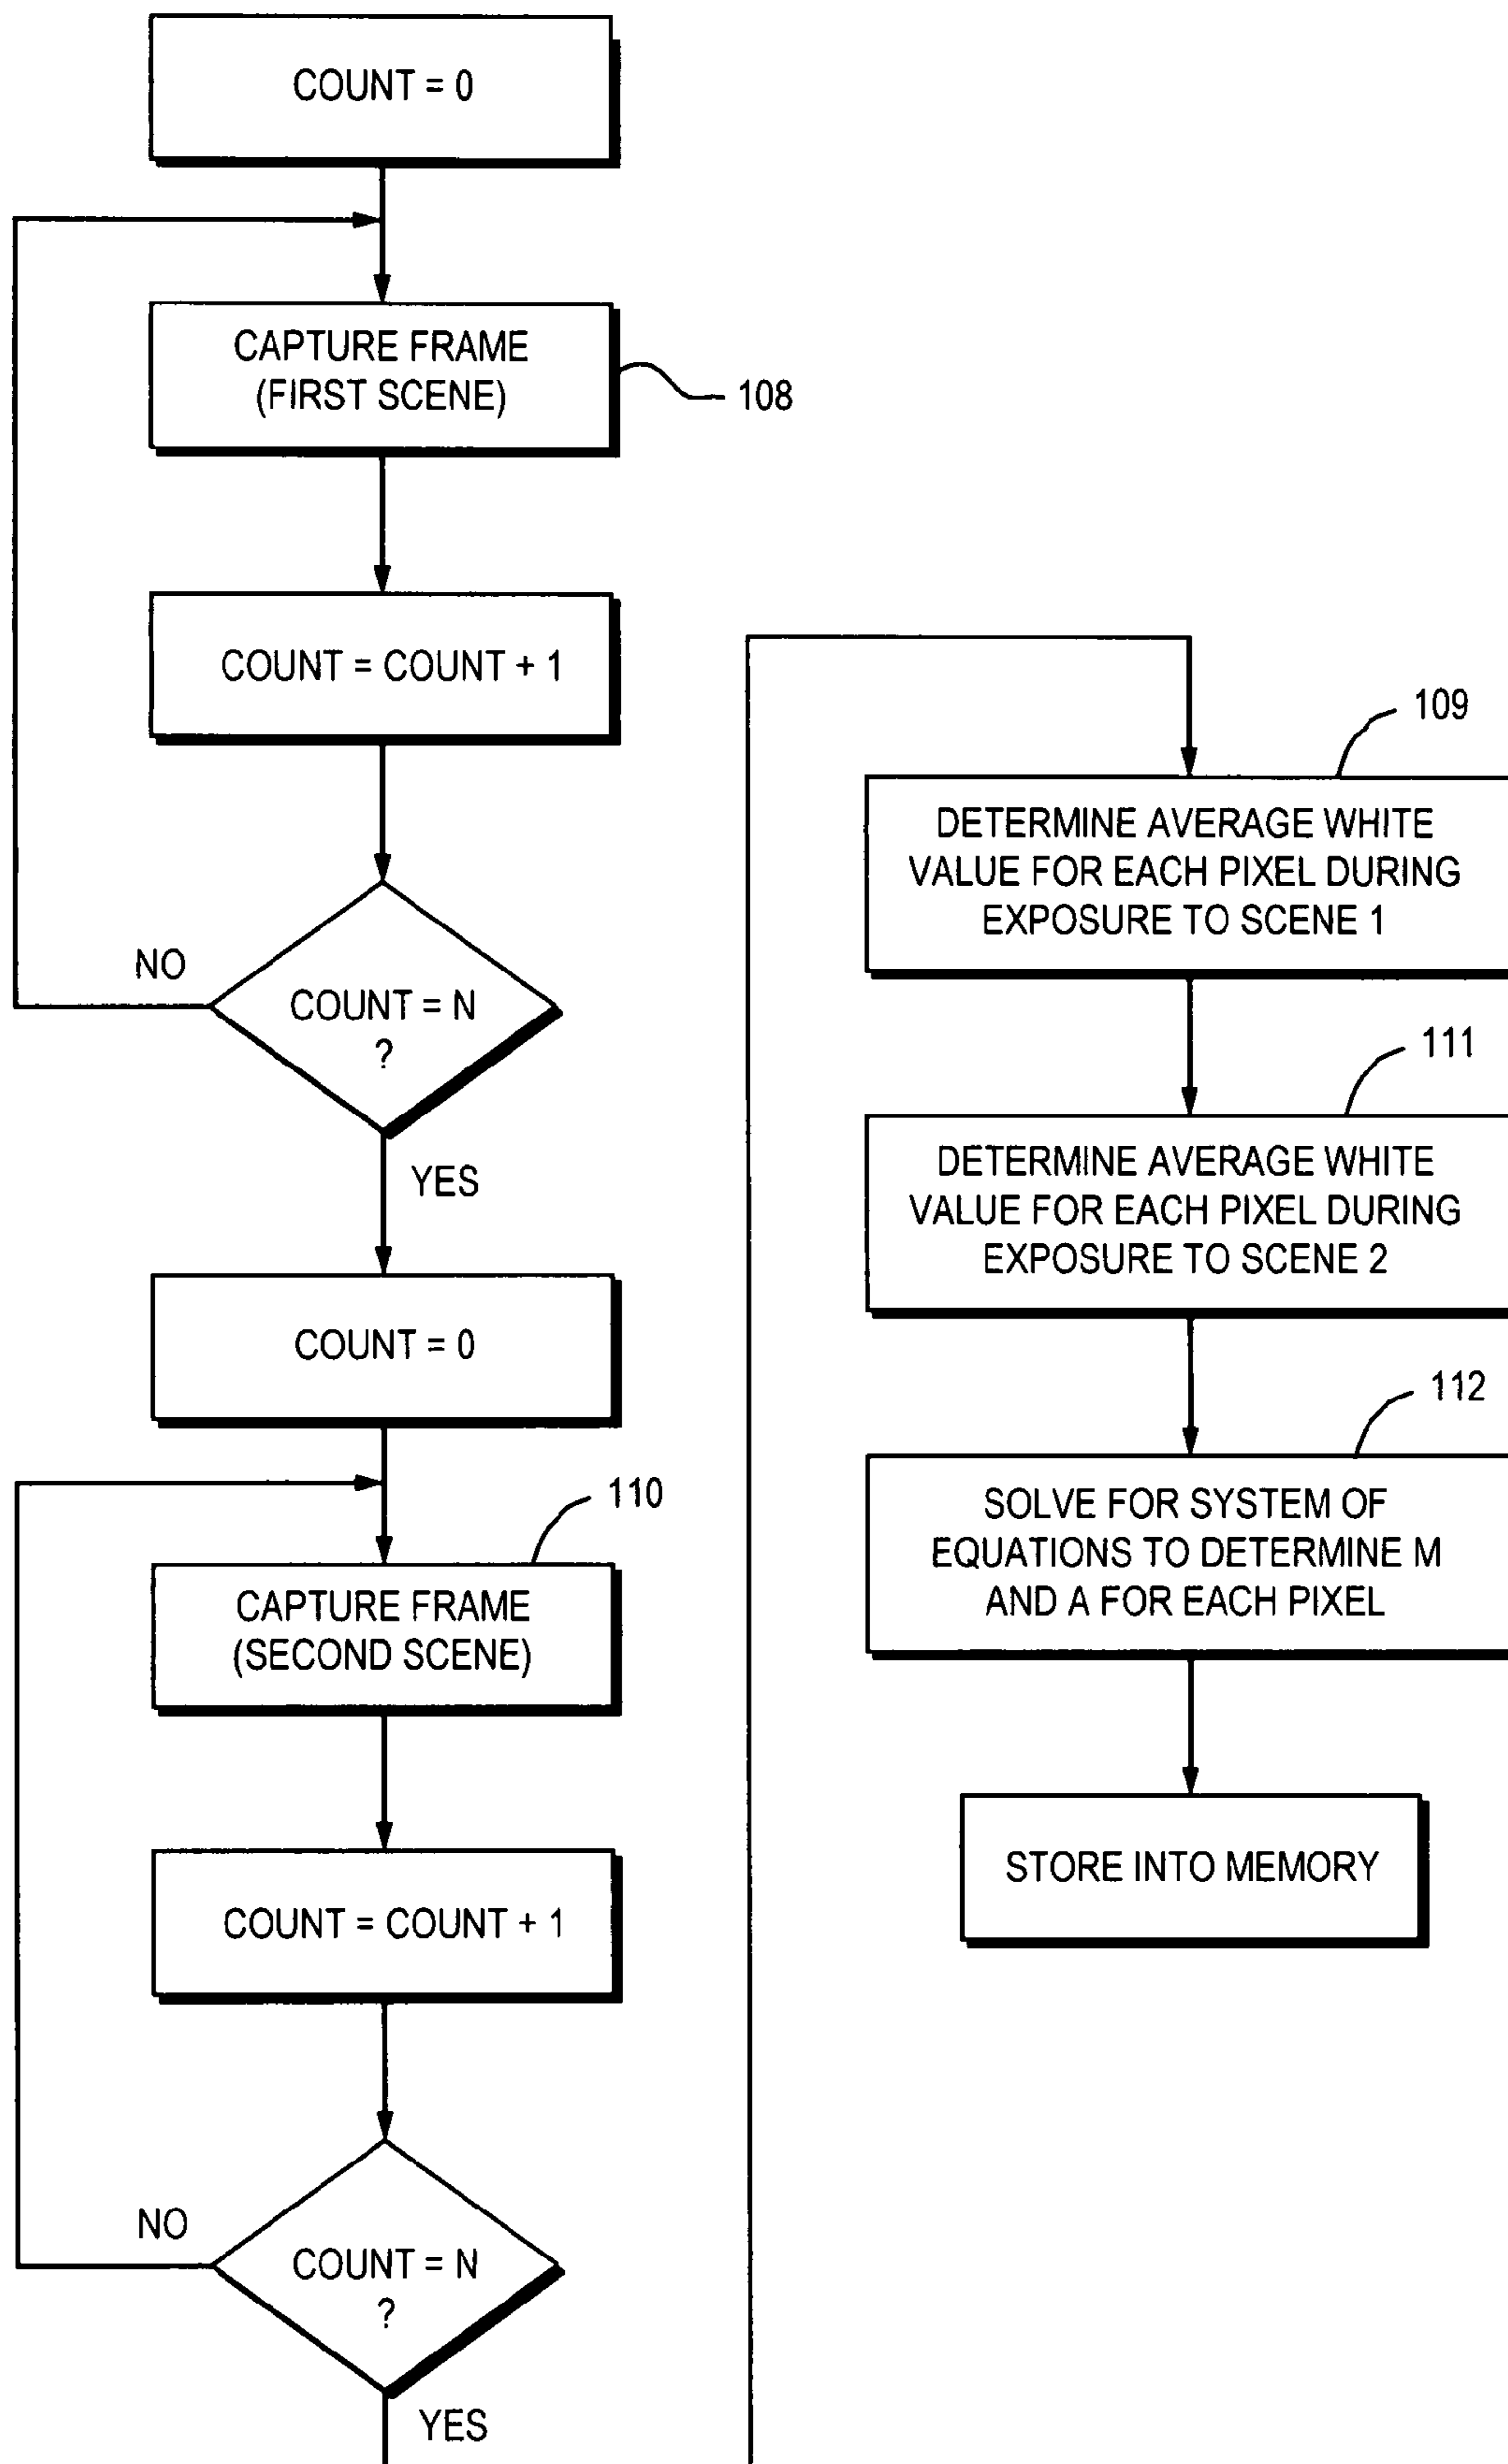 COUNT = 0
CAPTURE FRAME
(FIRST SCENE)
108
COUNT = COUNT + 1
NO
COUNT = N
?
YES
COUNT = 0
110
CAPTURE FRAME
(SECOND SCENE)
COUNT = COUNT + 1
NO
COUNT = N
?
YES
109
DETERMINE AVERAGE WHITE
VALUE FOR EACH PIXEL DURING
EXPOSURE TO SCENE 1
111
DETERMINE AVERAGE WHITE
VALUE FOR EACH PIXEL DURING
EXPOSURE TO SCENE 2
112
SOLVE FOR SYSTEM OF
EQUATIONS TO DETERMINE M
AND A FOR EACH PIXEL
STORE INTO MEMORY